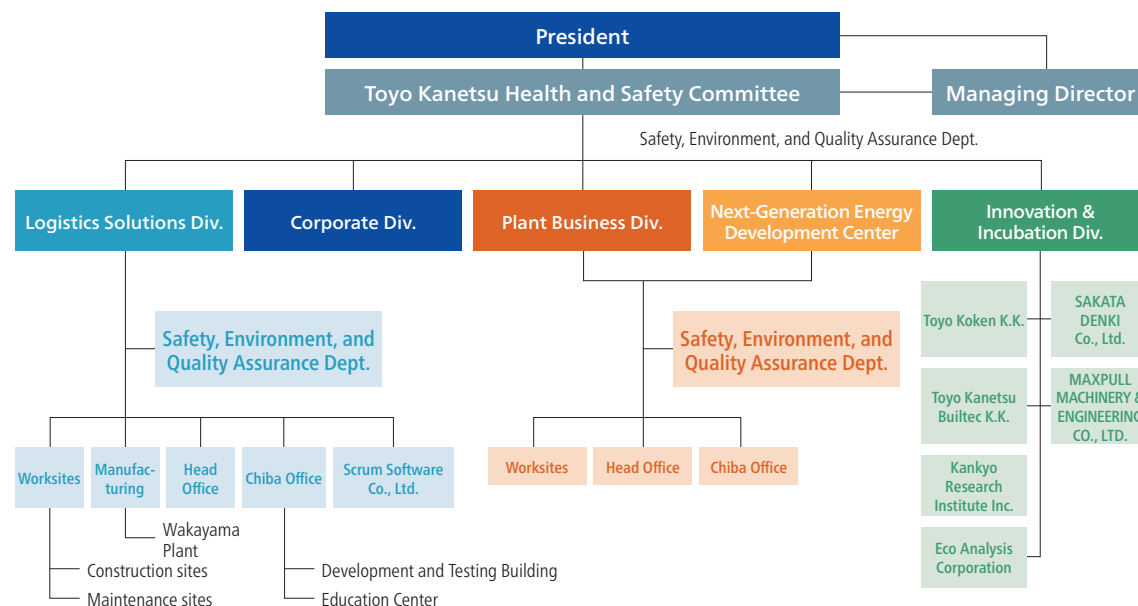 President
Toyo Kanetsu Health and Safety Committee
Managing Director
Safety, Environment, and Quality Assurance Dept.
Logistics Solutions Div.
Corporate Div.
Plant Business Div.
Next-Generation Energy
Development Center
Innovation &
Incubation Div.
Safety, Environment, and
Quality Assurance Dept.
Safety, Environment, and
Quality Assurance Dept.
Toyo Koken K.K.
SAKATA
DENKI
Co., Ltd.
Toyo Kanetsu
Builtec K.K.
MAXPULL
MACHINERY &
ENGINEERING
CO., LTD.
Kankyo
Research
Institute Inc.
Eco Analysis
Corporation
Worksites
Manufac-
turing
Head
Office
Chiba Office
Scrum Software
Co., Ltd.
Worksites
Head Office
Chiba Office
Wakayama
Plant
Construction sites
Maintenance sites
Development and Testing Building
Education Center